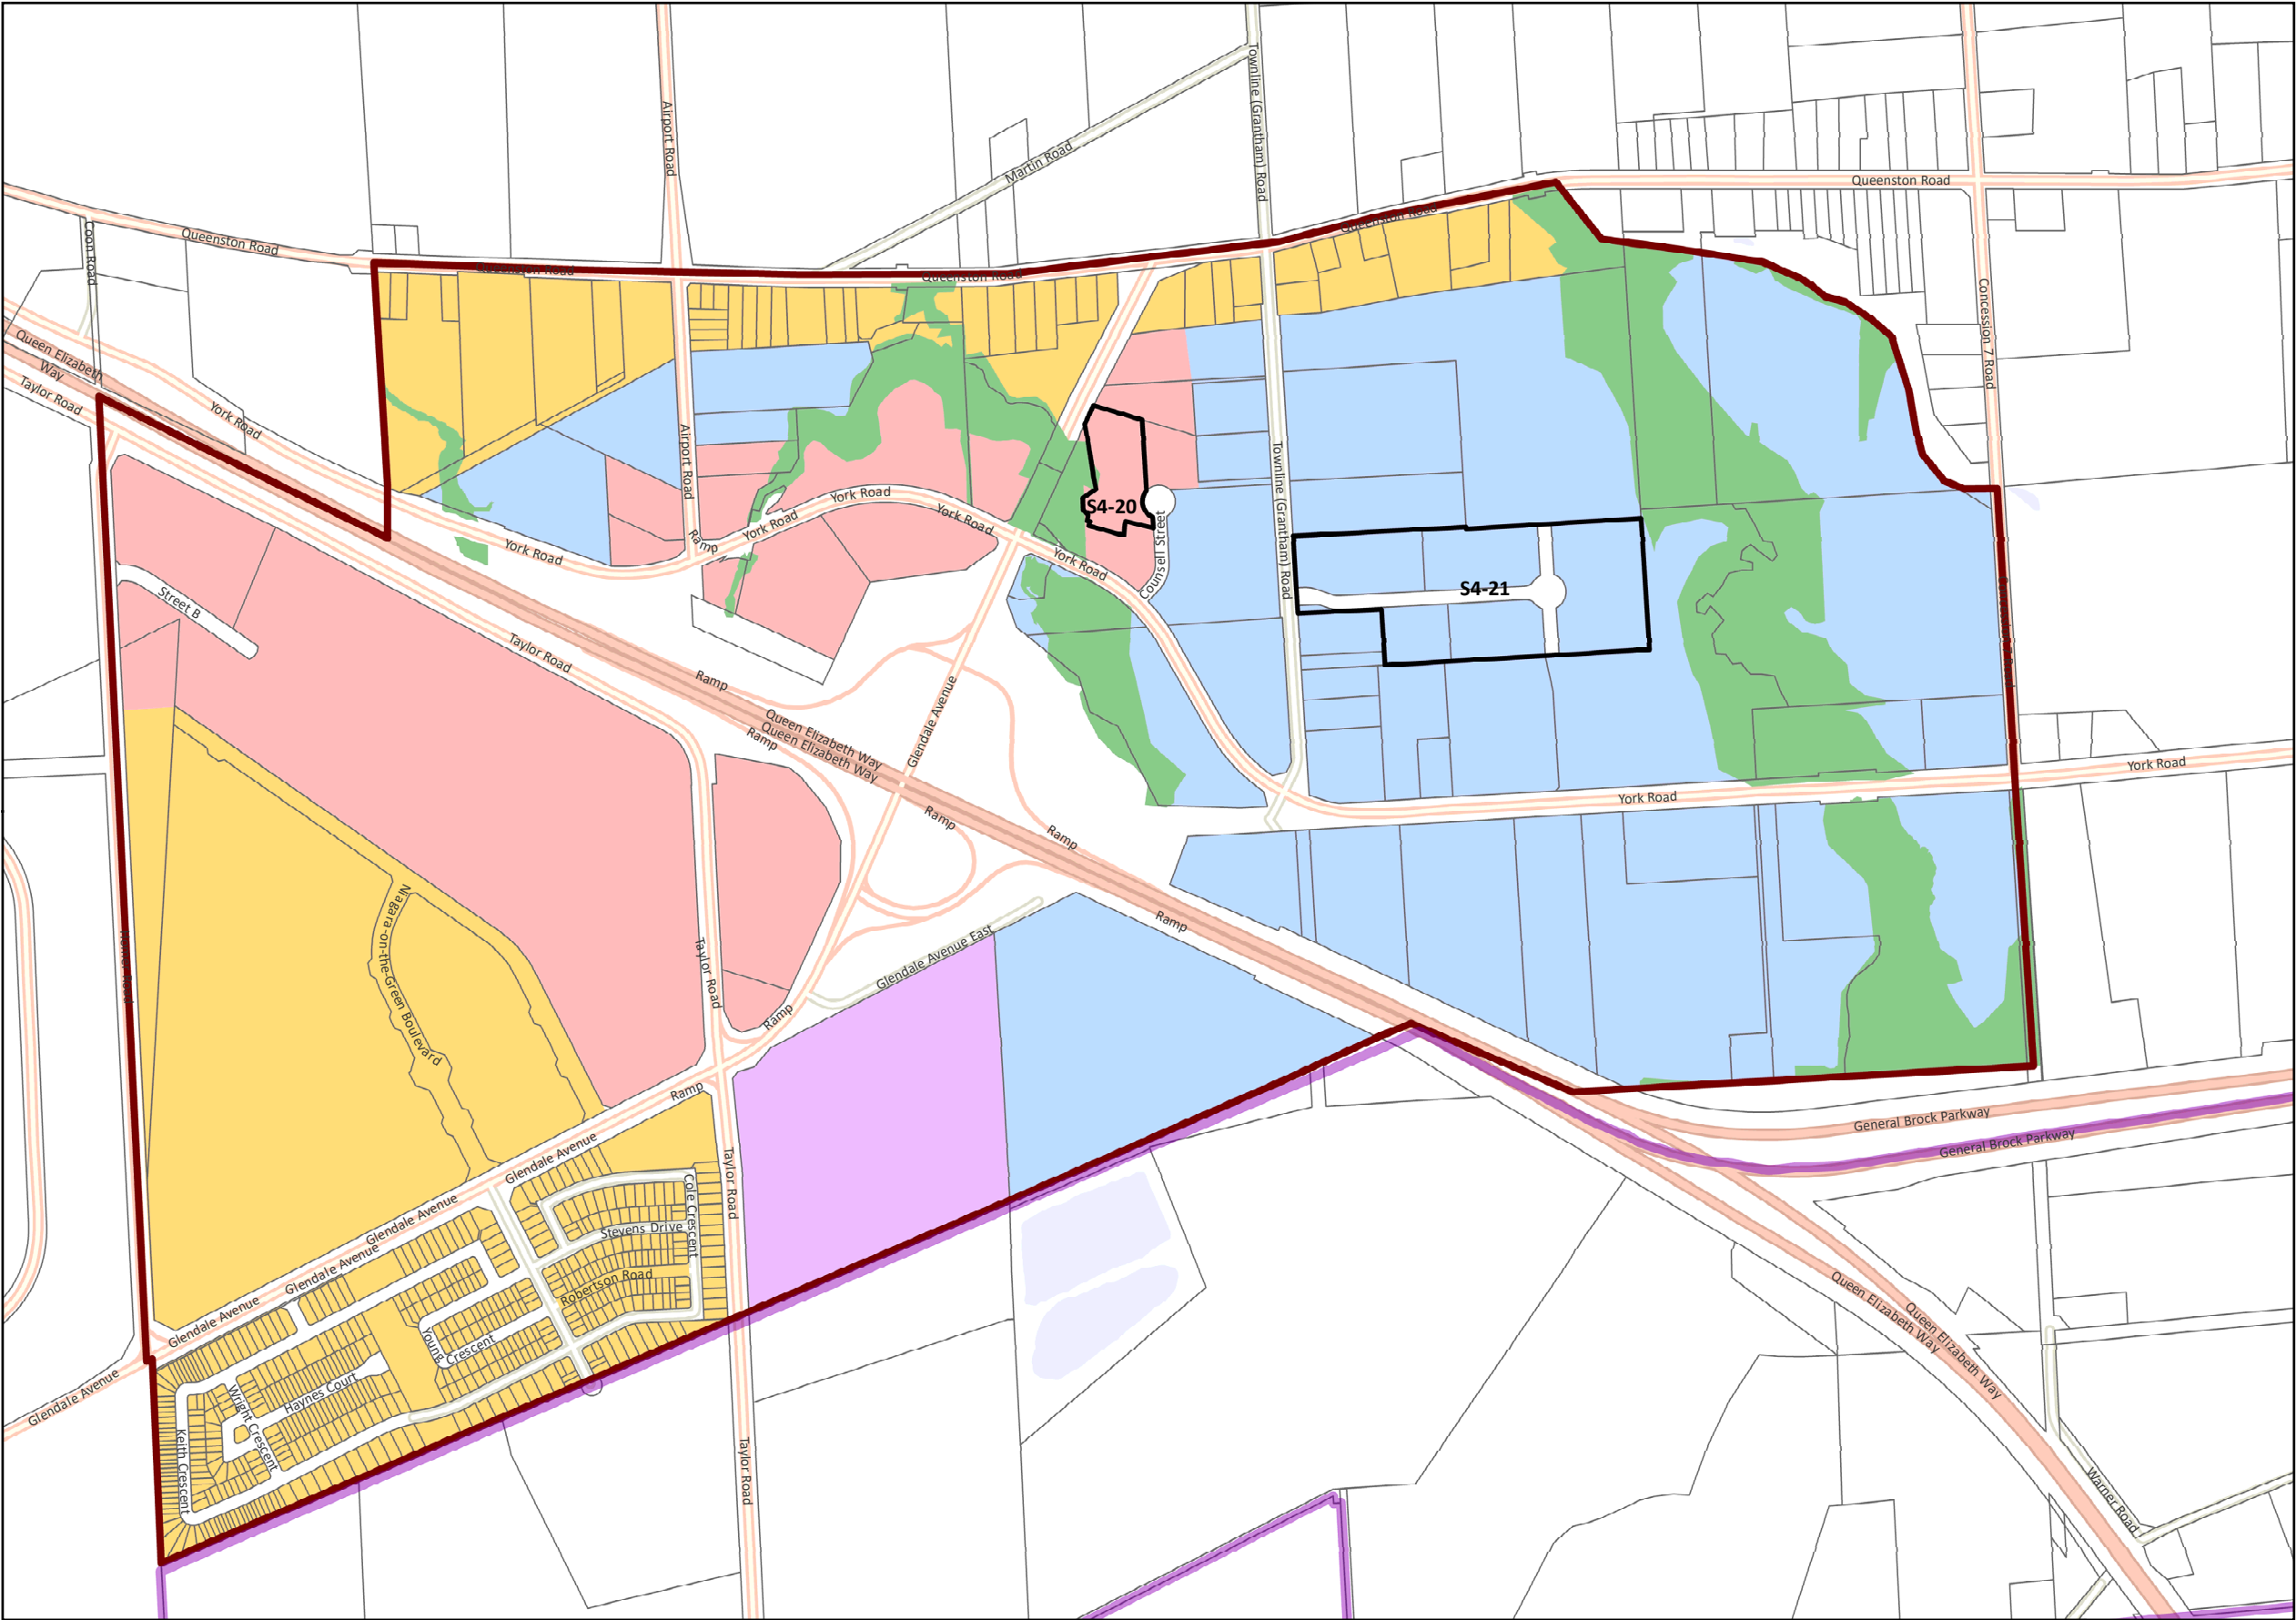 Airport Road
Martin Road
Townline (Grantham) Road
Queenston Road
Coon Road
Queenston Road
Queenston Road
Queenston Road
Queenston Road
Concession 7 Road
Queen Elizabeth
Way
Taylor Road
York Road
Airport Road
Townline (Grantham) Road
York Road
York Road
York Road
York Road
York Road
Ramp
S4-20
Counsell Street
S4-21
Street B
Taylor Road
Ramp
Glendale Avenue
Queen Elizabeth Way
Queen Elizabeth Way
Ramp
Ramp
Ramp
York Road
York Road
Ramp
Niagara-on-the-Green Boulevard
Taylor Road
Glendale Avenue East
Ramp
Ramp
General Brock Parkway
General Brock Parkway
Glendale Avenue
Taylor Road
Cole Crescent
Stevens Drive
Glendale Avenue
Glendale Avenue
Robertson Road
Glendale Avenue
Young Crescent
Glendale Avenue
Haynes Court
Wright Crescent
Keith Crescent
Taylor Road
Queen Elizabeth Way
Queen Elizabeth Way
Warner Road